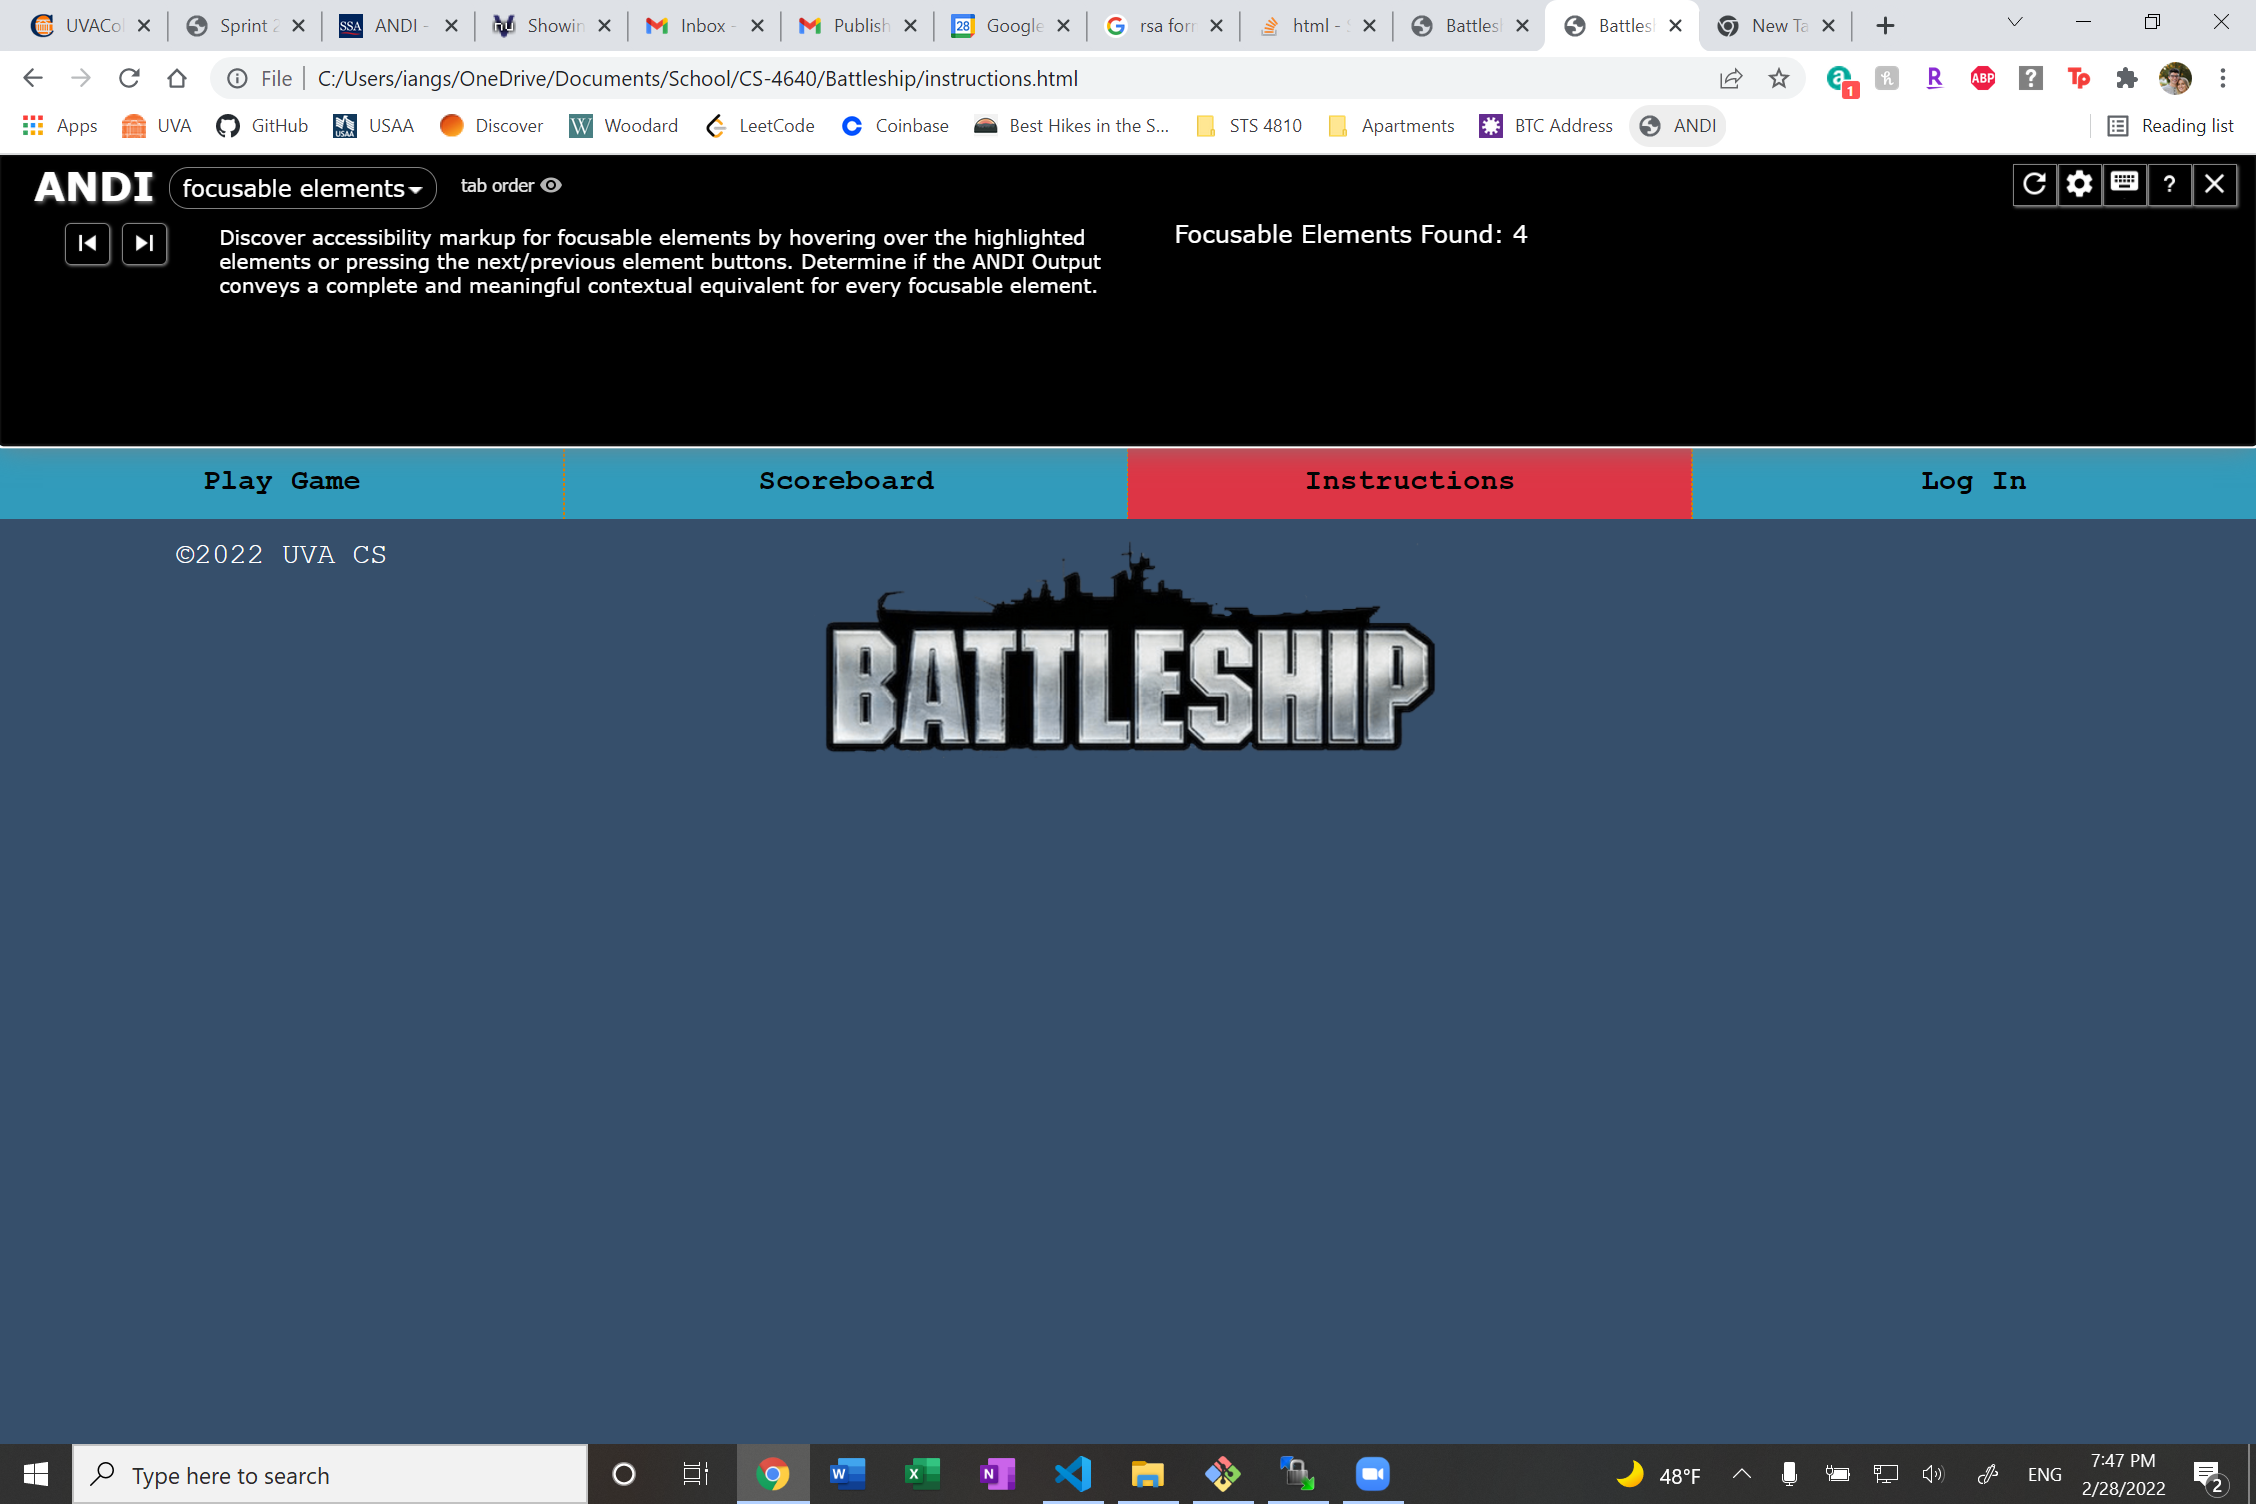 UVACol Sprint 2 ANDI - Showin Inbox - Publish Google rsa for html - S Battles Battles New Ta
File C:/Users/iangs/OneDrive/Documents/School/CS-4640/Battleship/instructions.html
1 ABP ? Tp
Apps UVA GitHub USAA Discover Woodard LeetCode Coinbase Best Hikes in the S... STS 4810 Apartments BTC Address ANDI Reading list
ANDI focusable elements tab order ?
Discover accessibility markup for focusable elements by hovering over the highlighted
elements or pressing the next/previous element buttons. Determine if the ANDI Output
conveys a complete and meaningful contextual equivalent for every focusable element.
Focusable Elements Found: 4
Play Game Scoreboard Instructions Log In
©2022 UVA CS
BATTLESHIP
Type here to search
48°F ENG
7:47 PM
2/28/2022
2